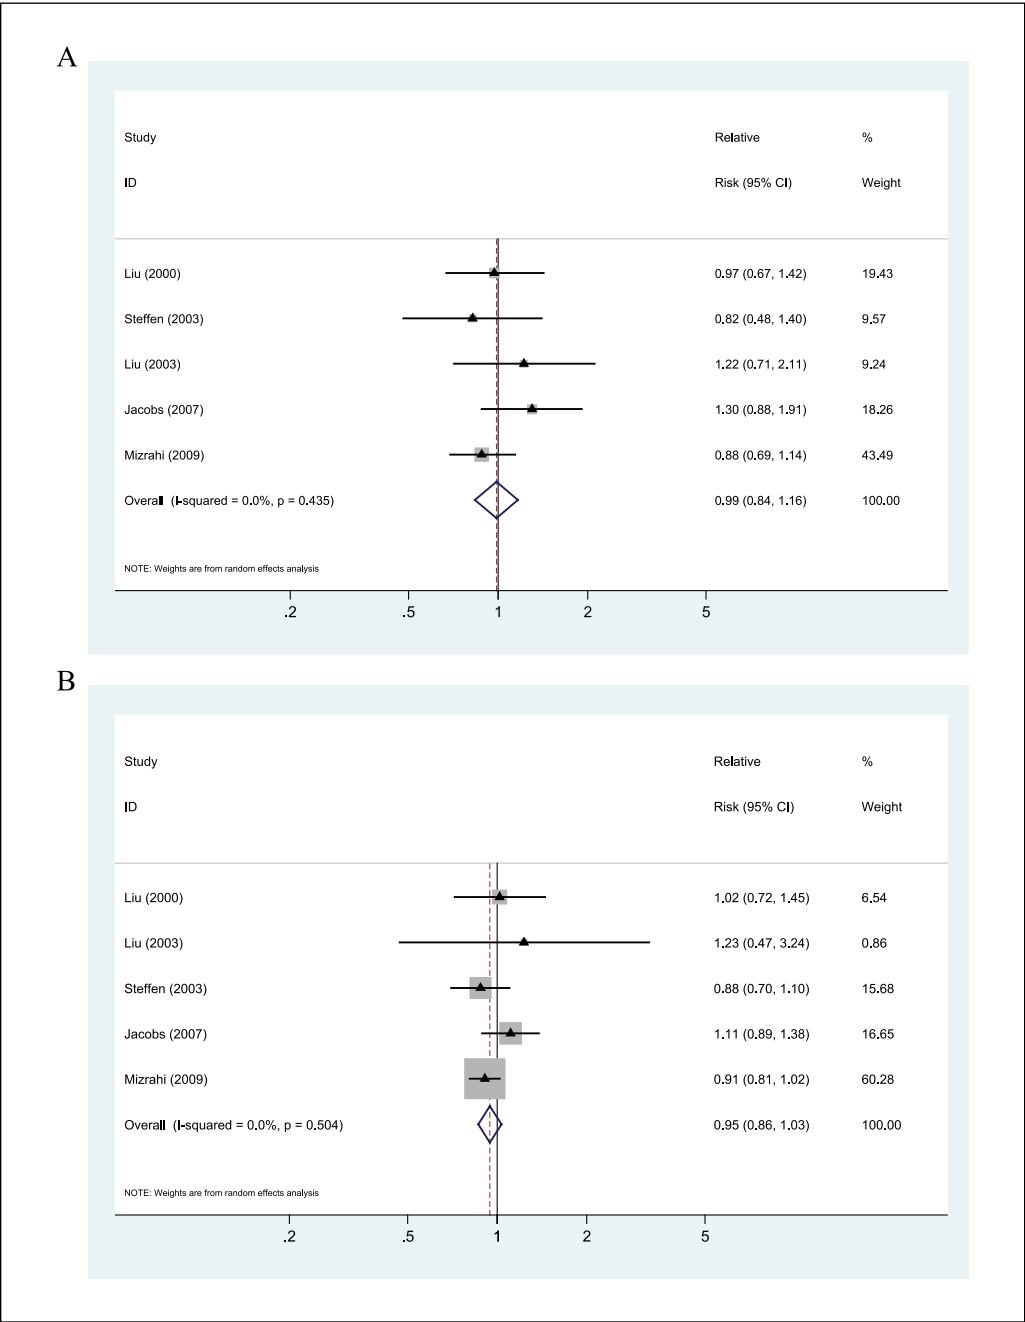 A
Study Relative %
ID Risk (95% CI) Weight
Liu (2000) 0.97 (0.67, 1.42) 19.43
Steffen (2003) 0.82 (0.48, 1.40) 9.57
Liu (2003) 1.22 (0.71, 2.11) 9.24
Jacobs (2007) 1.30 (0.88, 1.91) 18.26
Mizrahi (2009) 0.88 (0.69, 1.14) 43.49
Overall (I-squared = 0.0%, p = 0.435) 0.99 (0.84, 1.16) 100.00
NOTE: Weights are from random effects analysis
.2 .5 1 2 5
B
Study Relative %
ID Risk (95% CI) Weight
Liu (2000) 1.02 (0.72, 1.45) 6.54
Liu (2003) 1.23 (0.47, 3.24) 0.86
Steffen (2003) 0.88 (0.70, 1.10) 15.68
Jacobs (2007) 1.11 (0.89, 1.38) 16.65
Mizrahi (2009) 0.91 (0.81, 1.02) 60.28
Overall (I-squared = 0.0%, p = 0.504) 0.95 (0.86, 1.03) 100.00
NOTE: Weights are from random effects analysis
.2 .5 1 2 5